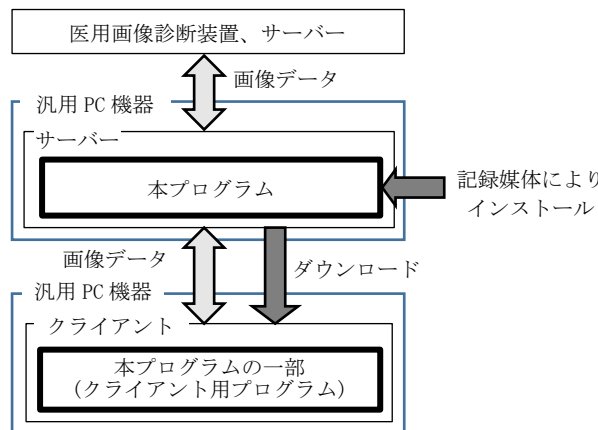 医用画像診断装置、サーバー
画像データ
汎用 PC 機器
サーバー
本プログラム
記録媒体により
インストール
画像データ
ダウンロード
汎用 PC 機器
クライアント
本プログラムの一部
(クライアント用プログラム)